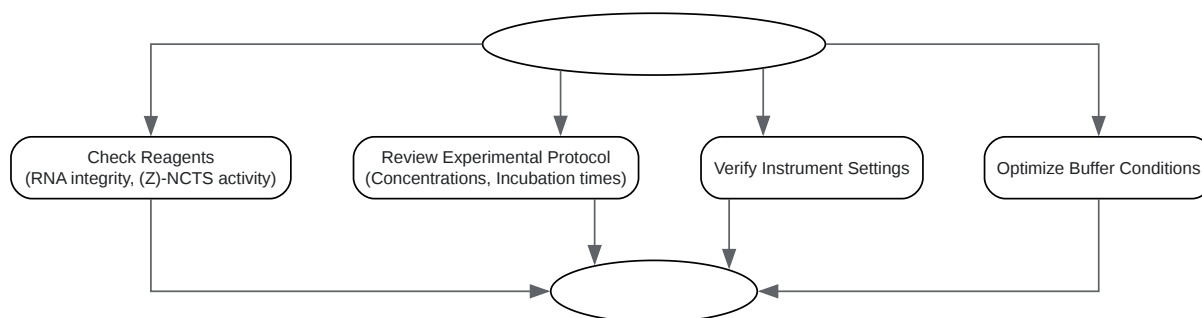 Check Reagents
(RNA integrity, (Z)-NCTS activity)
Review Experimental Protocol
(Concentrations, Incubation times)
Verify Instrument Settings
Optimize Buffer Conditions